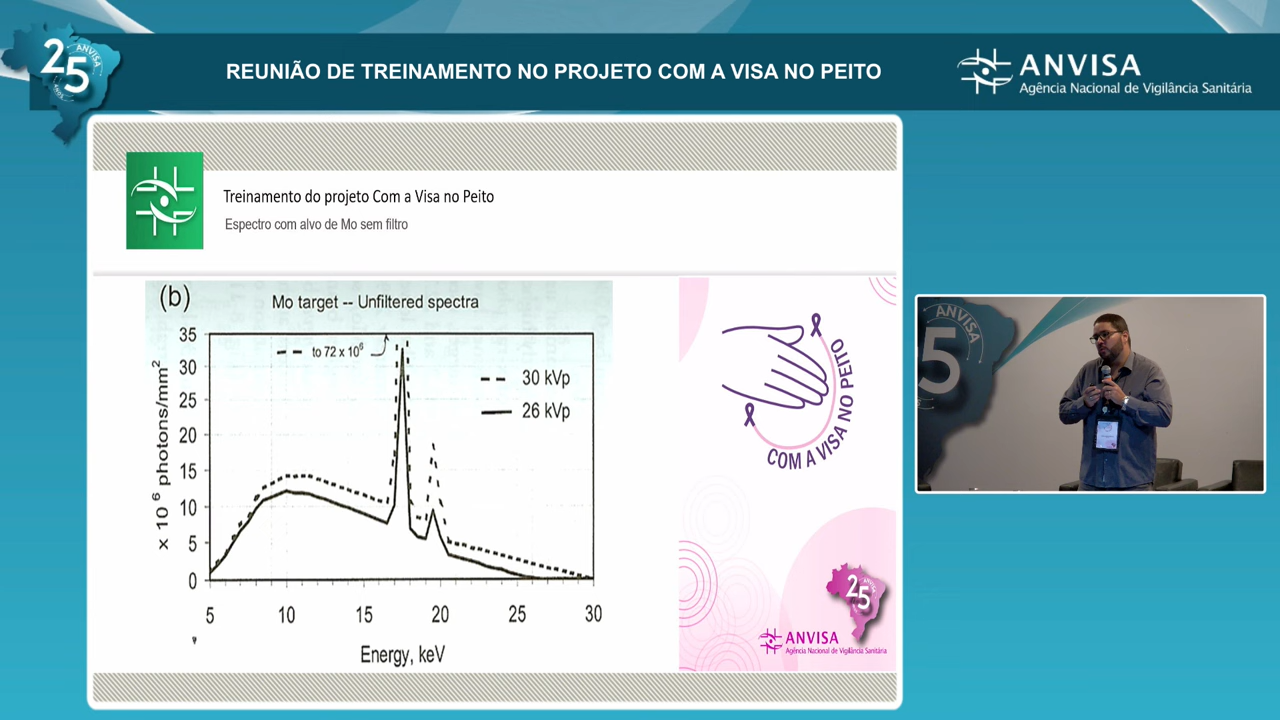 25
ANVISA
ANOS
REUNIÃO DE TREINAMENTO NO PROJETO COM A VISA NO PEITO
ANVISA
Agência Nacional de Vigilância Sanitária
Treinamento do projeto Com a Visa no Peito
Espectro com alvo de Mo sem filtro
(b)
Mo target -- Unfiltered spectra
to 72 x 10⁶
30 kVp
26 kVp
x 10⁶ photons/mm²
35
30
25
20
15
10
5
0
5 10 15 20 25 30
Energy, keV
COM A VISA NO PEITO
25
ANVISA
Agência Nacional de Vigilância Sanitária
ANVISA
5